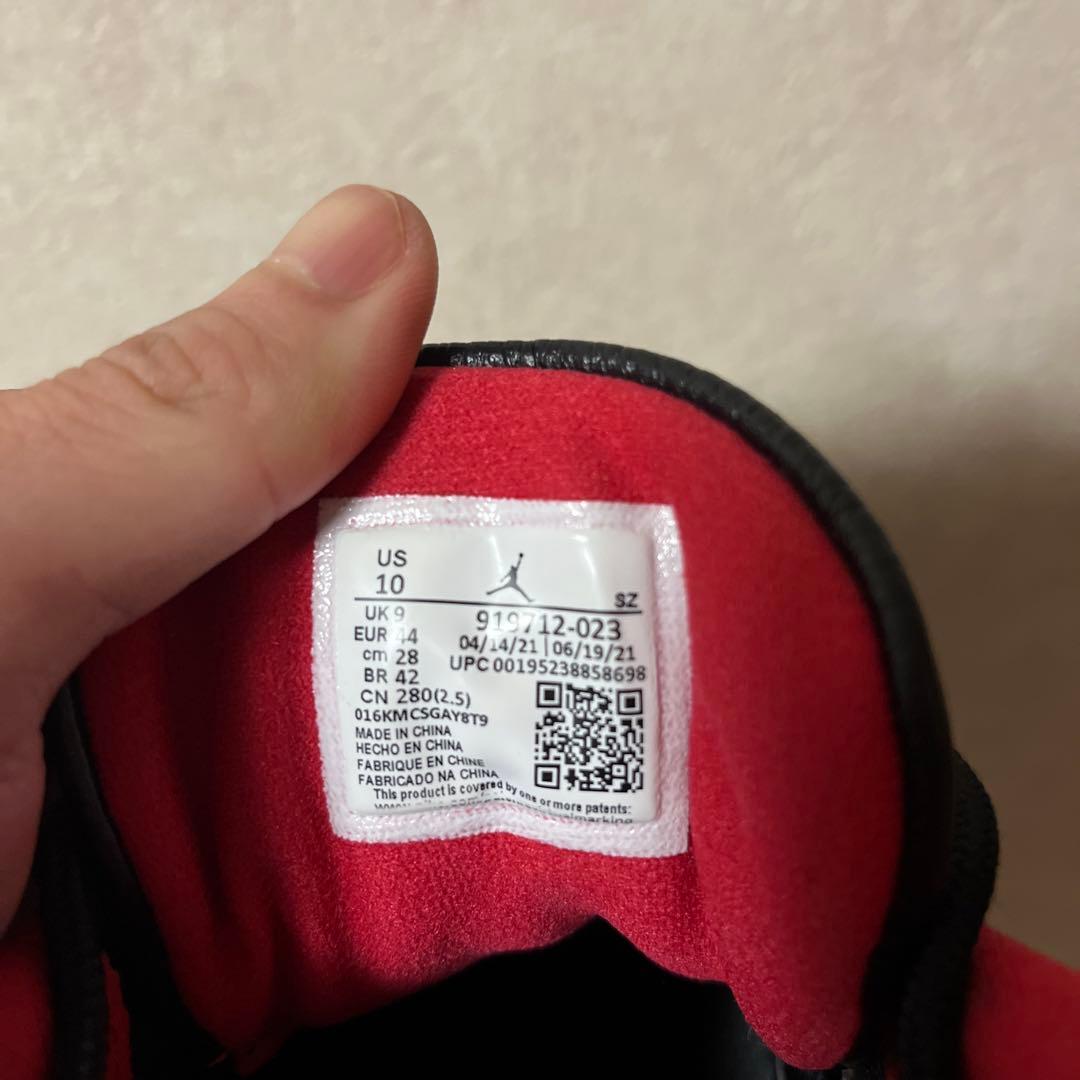 US
10
SZ
UK 9
919712-023
EUR 44
04/14/21 | 06/19/21
cm 28
UPC 00195238858698
BR 42
CN 280(2.5)
016KMCSGAY8T9
MADE IN CHINA
HECHO EN CHINA
FABRIQUE EN CHINE
FABRICADO NA CHINA
This product is covered by one or more patents: